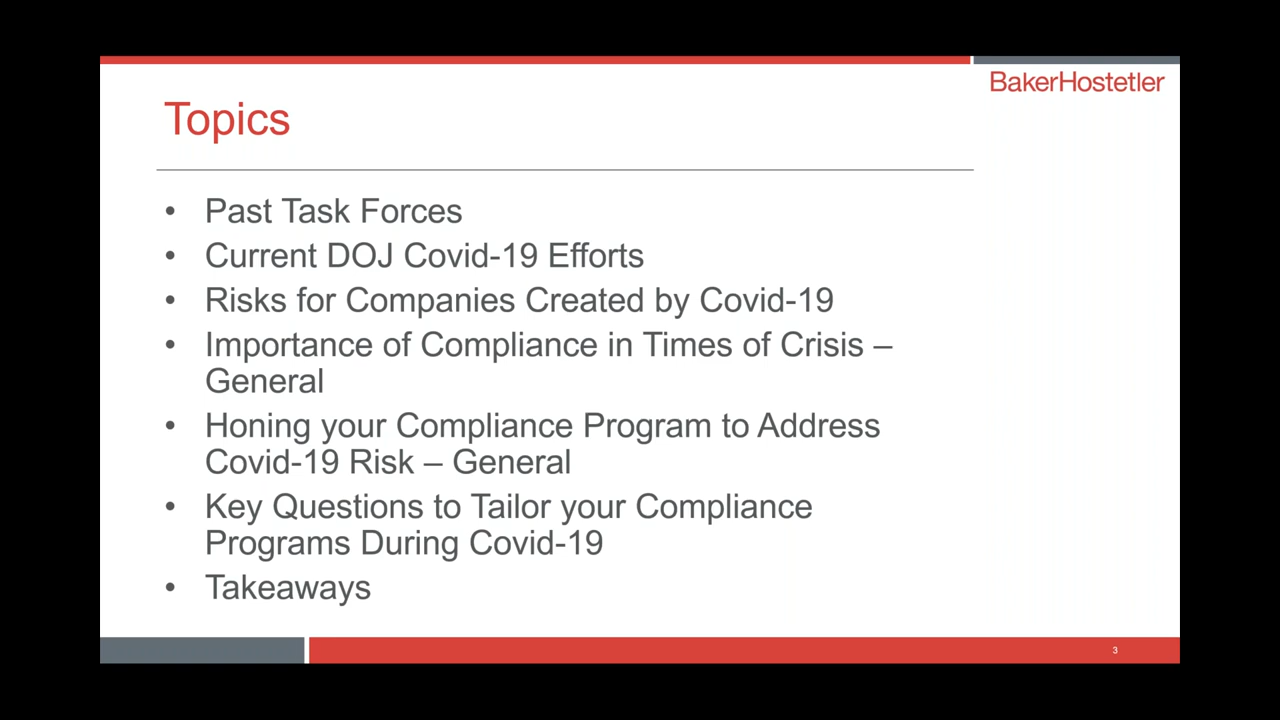 BakerHostetler
Topics
• Past Task Forces
• Current DOJ Covid-19 Efforts
• Risks for Companies Created by Covid-19
• Importance of Compliance in Times of Crisis –
General
• Honing your Compliance Program to Address
Covid-19 Risk – General
• Key Questions to Tailor your Compliance
Programs During Covid-19
• Takeaways
3